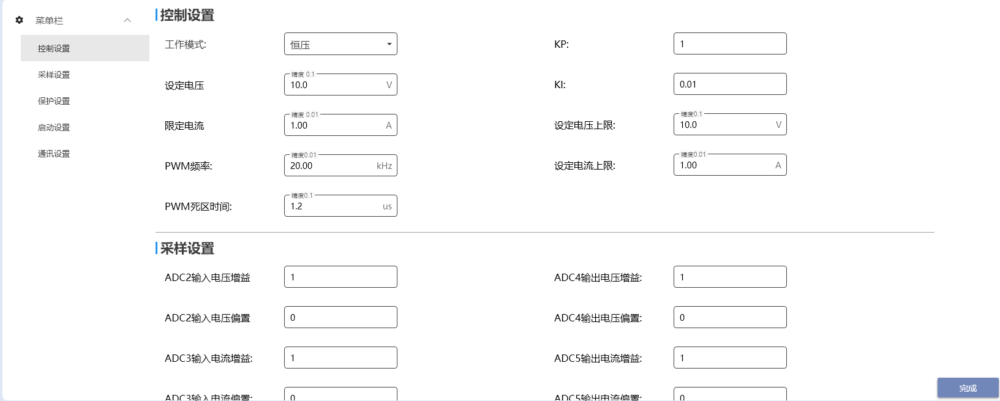 菜单栏
控制设置
采样设置
保护设置
启动设置
通讯设置
控制设置
工作模式: 恒压 KP: 1
设定电压 精度 0.1 10.0 V KI: 0.01
限定电流 精度 0.01 1.00 A 设定电压上限: 精度0.1 10.0 V
PWM频率: 精度0.01 20.00 kHz 设定电流上限: 精度0.01 1.00 A
PWM死区时间: 精度0.1 1.2 us
采样设置
ADC2输入电压增益 1 ADC4输出电压增益: 1
ADC2输入电压偏置 0 ADC4输出电压偏置: 0
ADC3输入电流增益: 1 ADC5输出电流增益: 1
ADC3输入电流偏置: 0 ADC5输出电流偏置: 0
完成